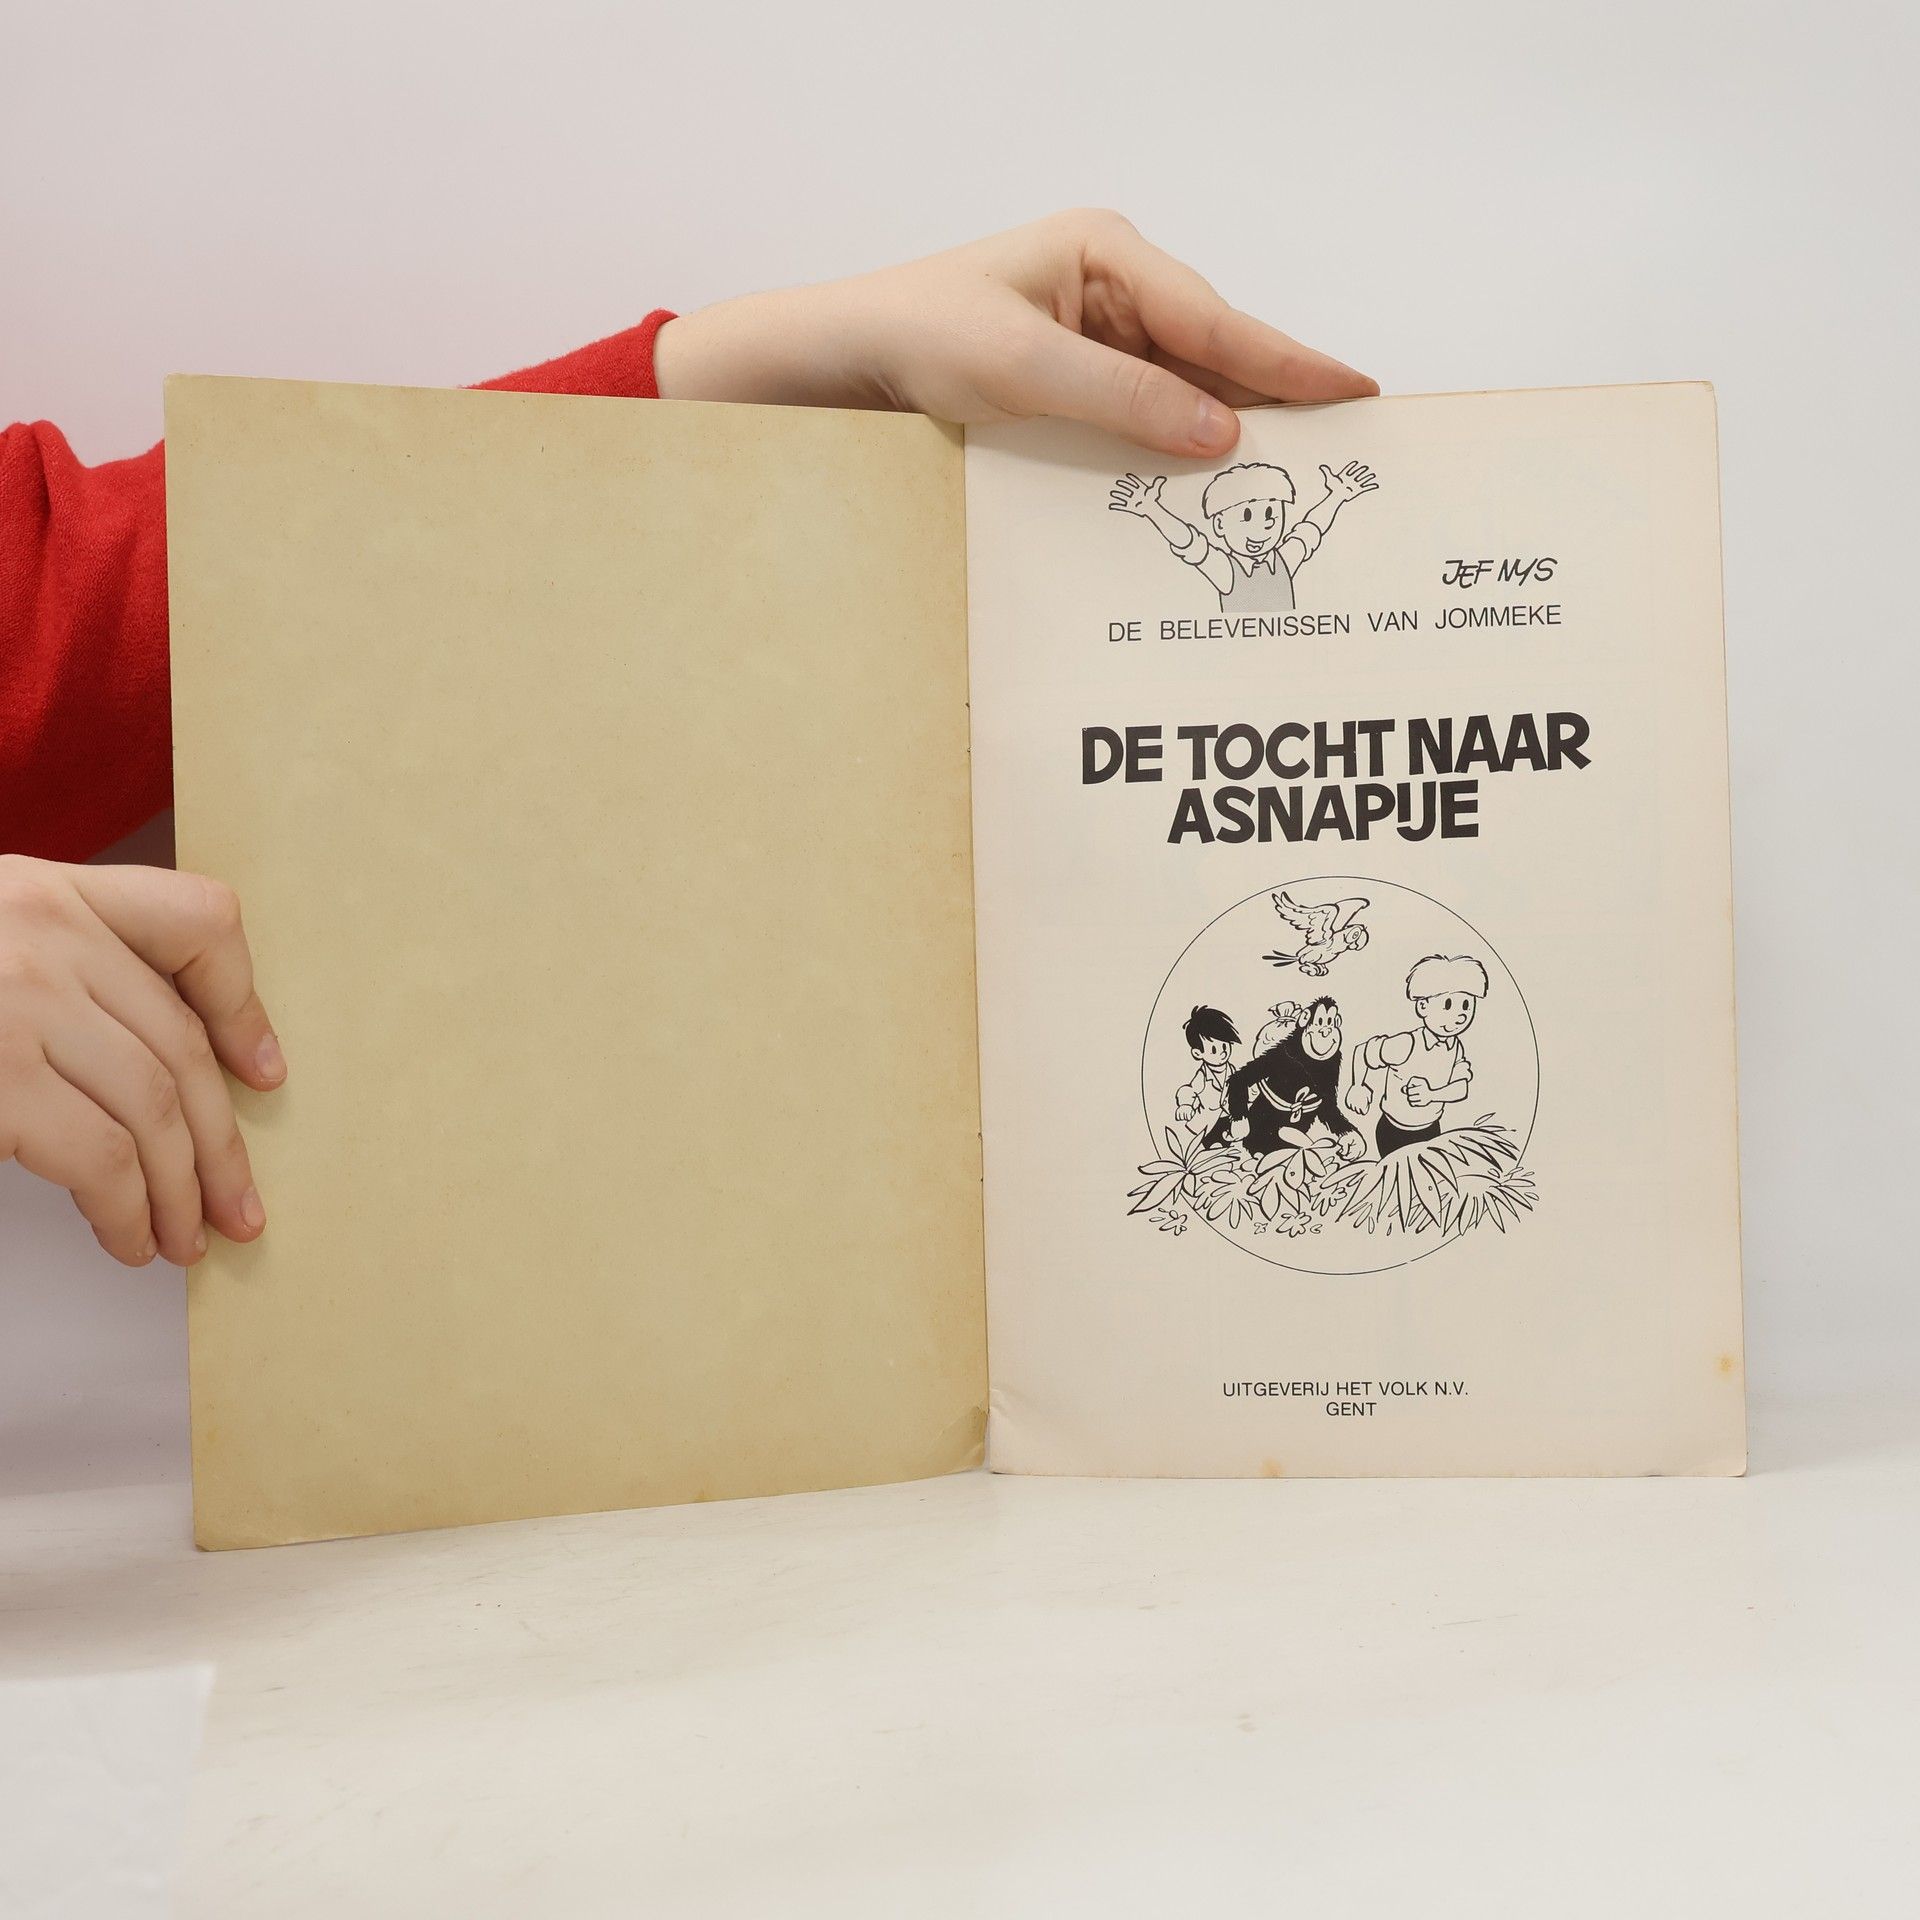 JEF NYS
DE BELEVENISSEN VAN JOMMEKE
DE TOCHT NAAR
ASNAPIJE
UITGEVERIJ HET VOLK N.V.
GENT